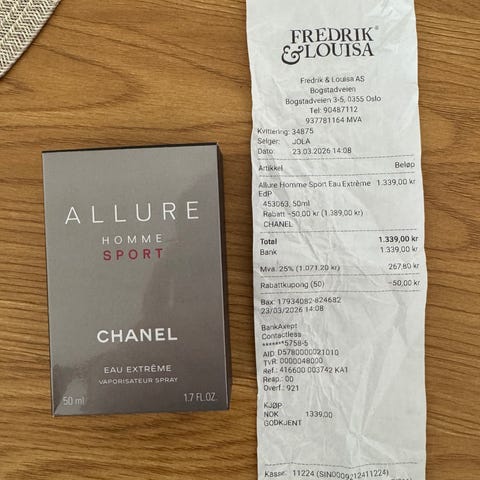 ALLURE
HOMME
SPORT
CHANEL
EAU EXTRÊME
VAPORISATEUR SPRAY
50 ml 1.7 FL.OZ.
FREDRIK
&LOUISA
Fredrik & Louisa AS
Bogstadveien
Bogstadveien 3-5, 0355 Oslo
Tel: 90487112
937781164 MVA
Kvittering: 34875
Selger: JOLA
Dato: 23.03.2026 14:08
Artikkel Beløp
Allure Homme Sport Eau Extrème 1.339,00 kr
EdP
453063, 50ml
Rabatt -50,00 kr (1.389,00 kr)
CHANEL
Total 1.339,00 kr
Bank 1.339,00 kr
Mva. 25% (1.071,20 kr) 267,80 kr
Rabattkupong (50) -50,00 kr
Bax: 17934082-824682
23/03/2026 14:08
BankAxept
Contactless
5758-5
AID: D5780000021010
TVR: 0000048000
Ref.: 416600 003742 KA1
Resp.: 00
Overf.: 921
KJØP
NOK 1339.00
GODKJENT
Kasse: 11224